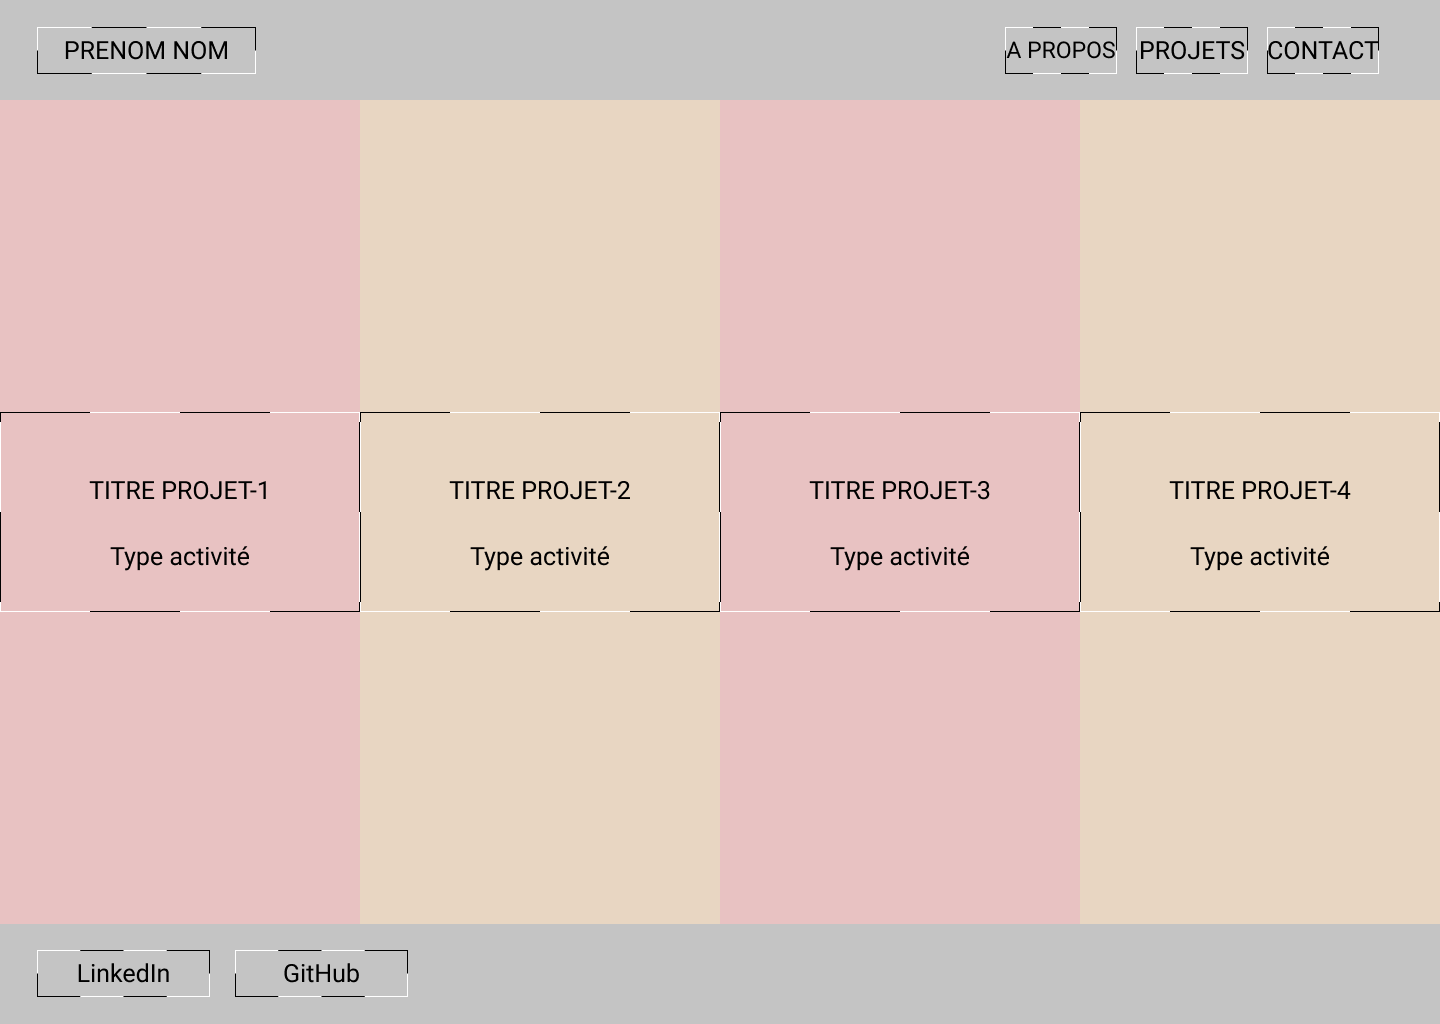 PRENOM NOM
A PROPOS
PROJETS
CONTACT
TITRE PROJET-1
Type activité
TITRE PROJET-2
Type activité
TITRE PROJET-3
Type activité
TITRE PROJET-4
Type activité
LinkedIn
GitHub